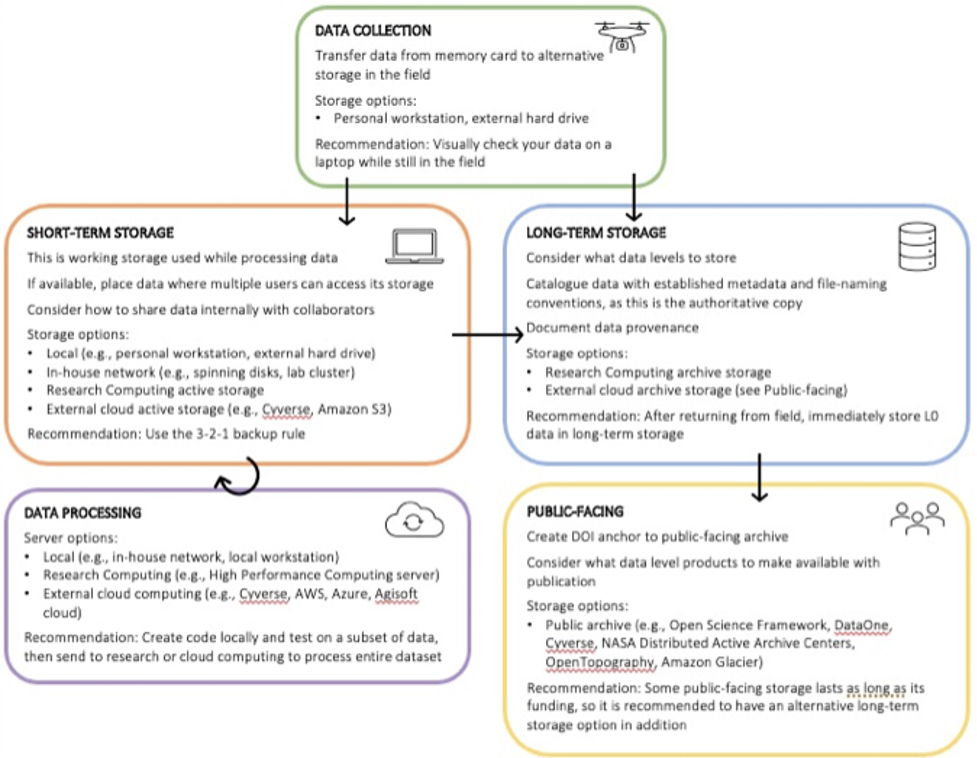 DATA COLLECTION
Transfer data from memory card to alternative
storage in the field
Storage options:
• Personal workstation, external hard drive
Recommendation: Visually check your data on a
laptop while still in the field
SHORT-TERM STORAGE
This is working storage used while processing data
If available, place data where multiple users can access its storage
Consider how to share data internally with collaborators
Storage options:
• Local (e.g., personal workstation, external hard drive)
• In-house network (e.g., spinning disks, lab cluster)
• Research Computing active storage
• External cloud active storage (e.g., Cyverse, Amazon S3)
Recommendation: Use the 3-2-1 backup rule
LONG-TERM STORAGE
Consider what data levels to store
Catalogue data with established metadata and file-naming
conventions, as this is the authoritative copy
Document data provenance
Storage options:
• Research Computing archive storage
• External cloud archive storage (see Public-facing)
Recommendation: After returning from field, immediately store L0
data in long-term storage
DATA PROCESSING
Server options:
• Local (e.g., in-house network, local workstation)
• Research Computing (e.g., High Performance Computing server)
• External cloud computing (e.g., Cyverse, AWS, Azure, Agisoft
cloud)
Recommendation: Create code locally and test on a subset of data,
then send to research or cloud computing to process entire dataset
PUBLIC-FACING
Create DOI anchor to public-facing archive
Consider what data level products to make available with
publication
Storage options:
• Public archive (e.g., Open Science Framework, DataOne,
Cyverse, NASA Distributed Active Archive Centers,
OpenTopography, Amazon Glacier)
Recommendation: Some public-facing storage lasts as long as its
funding, so it is recommended to have an alternative long-term
storage option in addition